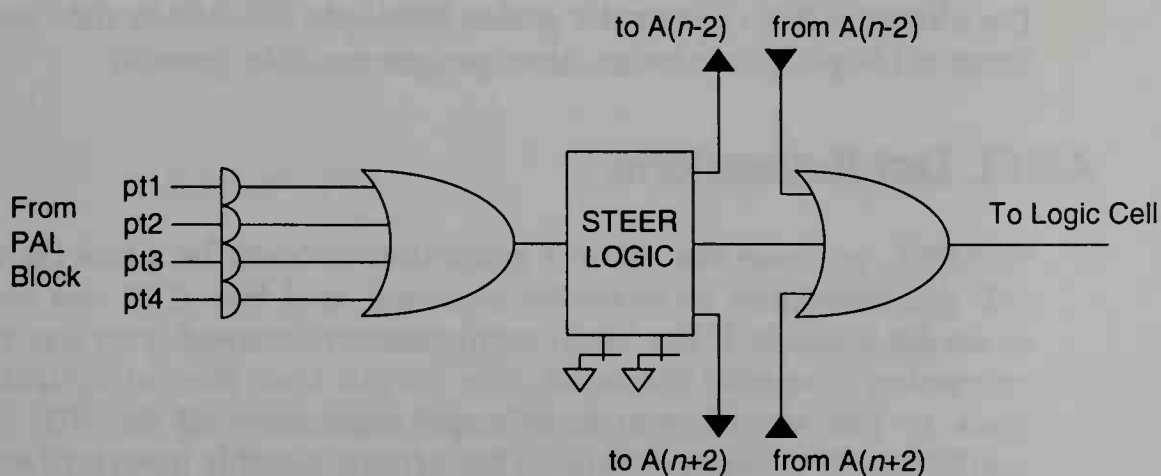 to A(n-2)
from A(n-2)
From
PAL
Block
pt1
pt2
pt3
pt4
STEER
LOGIC
To Logic Cell
to A(n+2)
from A(n+2)